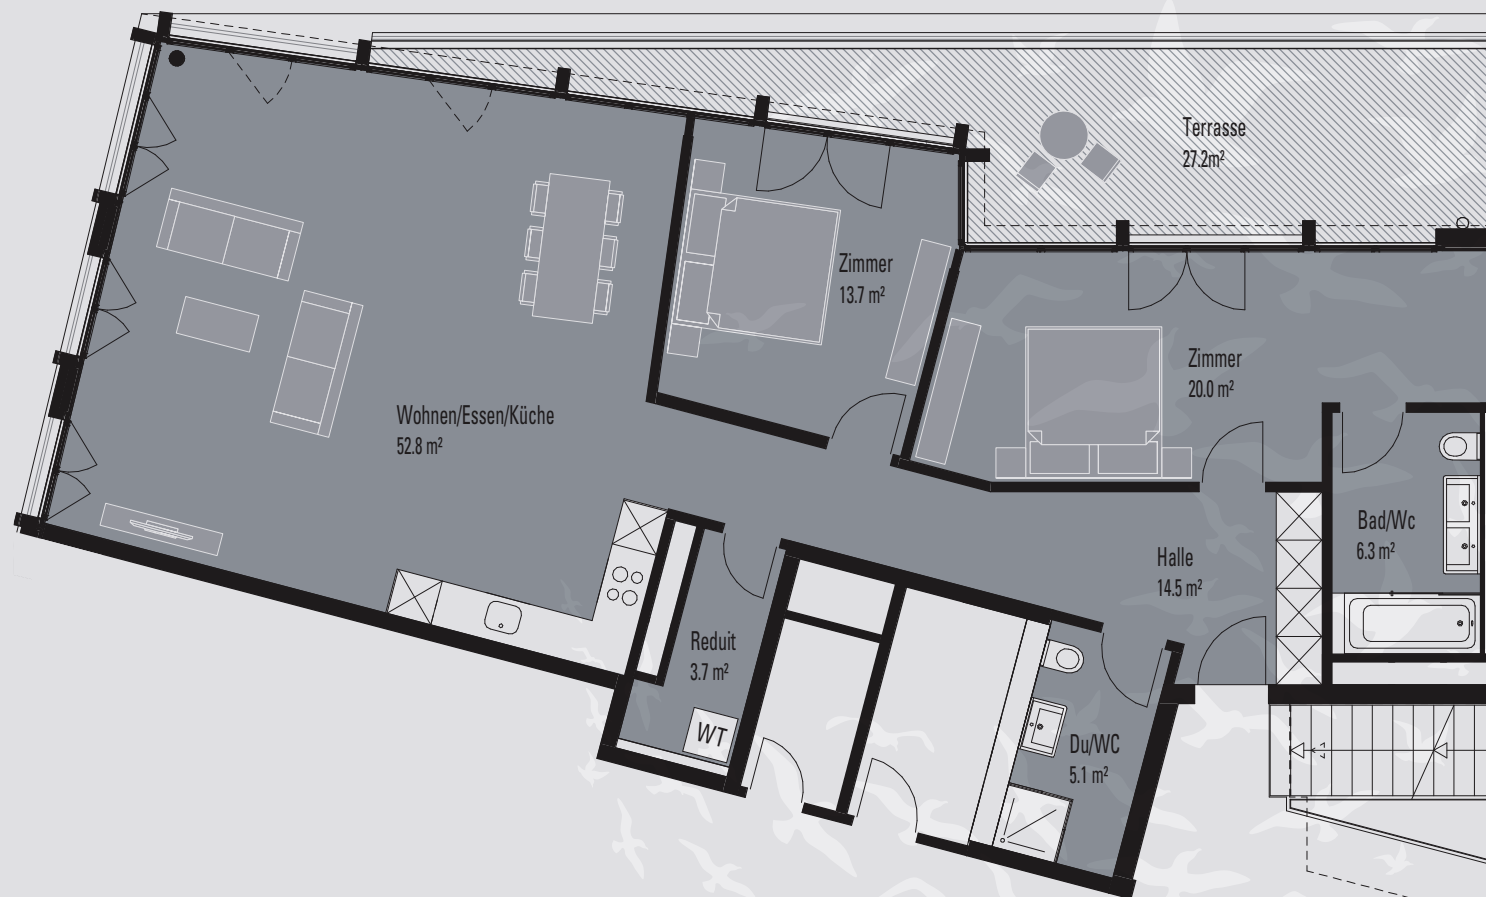 Terrasse
27.2m²
Zimmer
13.7 m²
Zimmer
20.0 m²
Wohnen/Essen/Küche
52.8 m²
Bad/Wc
6.3 m²
Halle
14.5 m²
Reduit
3.7 m²
WT
Du/WC
5.1 m²